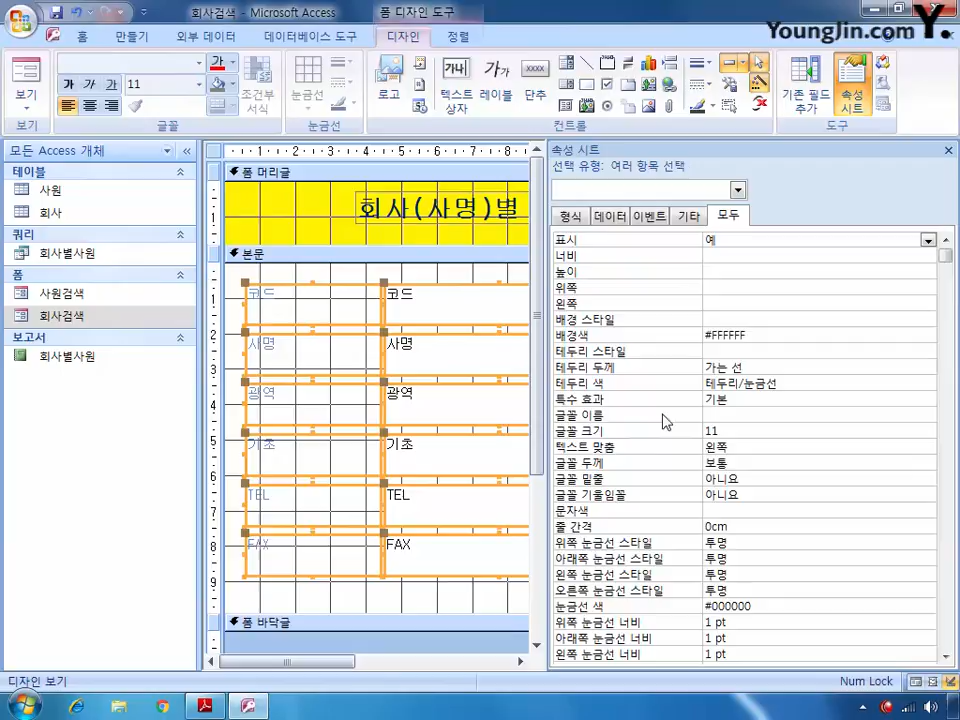 회사검색 - Microsoft Access
폼 디자인 도구
YoungJin.com Y.
홈 만들기 외부 데이터 데이터베이스 도구 디자인 정렬
보기
가 가 가 11
조건부 서식
눈금선
로고
가나 텍스트 상자
가가 레이블
xxxx 단추
기존 필드 추가
속성 시트
보기 글꼴 눈금선 컨트롤 도구
모든 Access 개체
테이블
사원
회사
쿼리
회사별사원
폼
사원검색
회사검색
보고서
회사별사원
1 2 3 4 5 6 7 8
폼 머리글
회사(사명)별
본문
코드 코드
사명 사명
광역 광역
기초 기초
TEL TEL
FAX FAX
폼 바닥글
속성 시트
선택 유형: 여러 항목 선택
형식 데이터 이벤트 기타 모두
표시 예
너비
높이
위쪽
왼쪽
배경 스타일
배경색 #FFFFFF
테두리 스타일
테두리 두께 가는 선
테두리 색 테두리/눈금선
특수 효과 기본
글꼴 이름
글꼴 크기 11
텍스트 맞춤 왼쪽
글꼴 두께 보통
글꼴 밑줄 아니요
글꼴 기울임꼴 아니요
문자색
줄 간격 0cm
위쪽 눈금선 스타일 투명
아래쪽 눈금선 스타일 투명
왼쪽 눈금선 스타일 투명
오른쪽 눈금선 스타일 투명
눈금선 색 #000000
위쪽 눈금선 너비 1 pt
아래쪽 눈금선 너비 1 pt
왼쪽 눈금선 너비 1 pt
디자인 보기
Num Lock